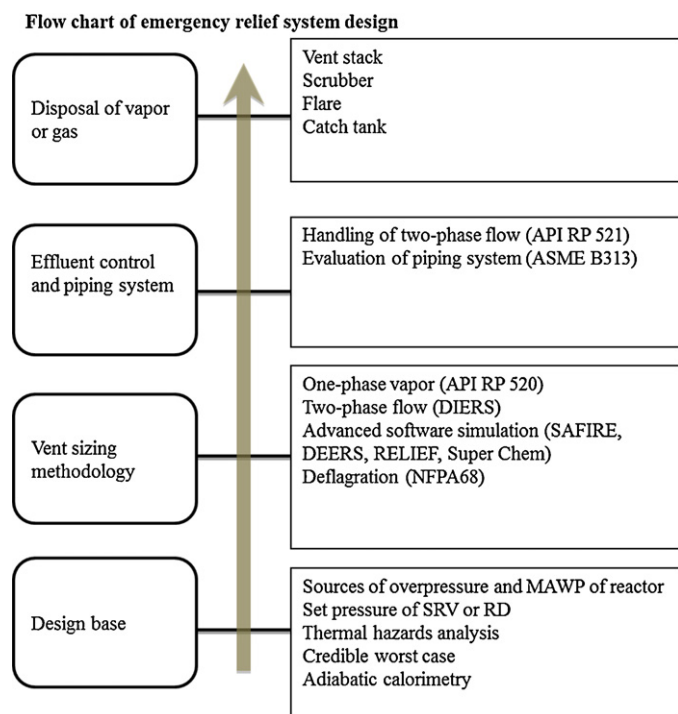 Flow chart of emergency relief system design
Disposal of vapor
or gas
Vent stack
Scrubber
Flare
Catch tank
Effluent control
and piping system
Handling of two-phase flow (API RP 521)
Evaluation of piping system (ASME B313)
Vent sizing
methodology
One-phase vapor (API RP 520)
Two-phase flow (DIERS)
Advanced software simulation (SAFIRE,
DEERS, RELIEF, Super Chem)
Deflagration (NFPA68)
Design base
Sources of overpressure and MAWP of reactor
Set pressure of SRV or RD
Thermal hazards analysis
Credible worst case
Adiabatic calorimetry